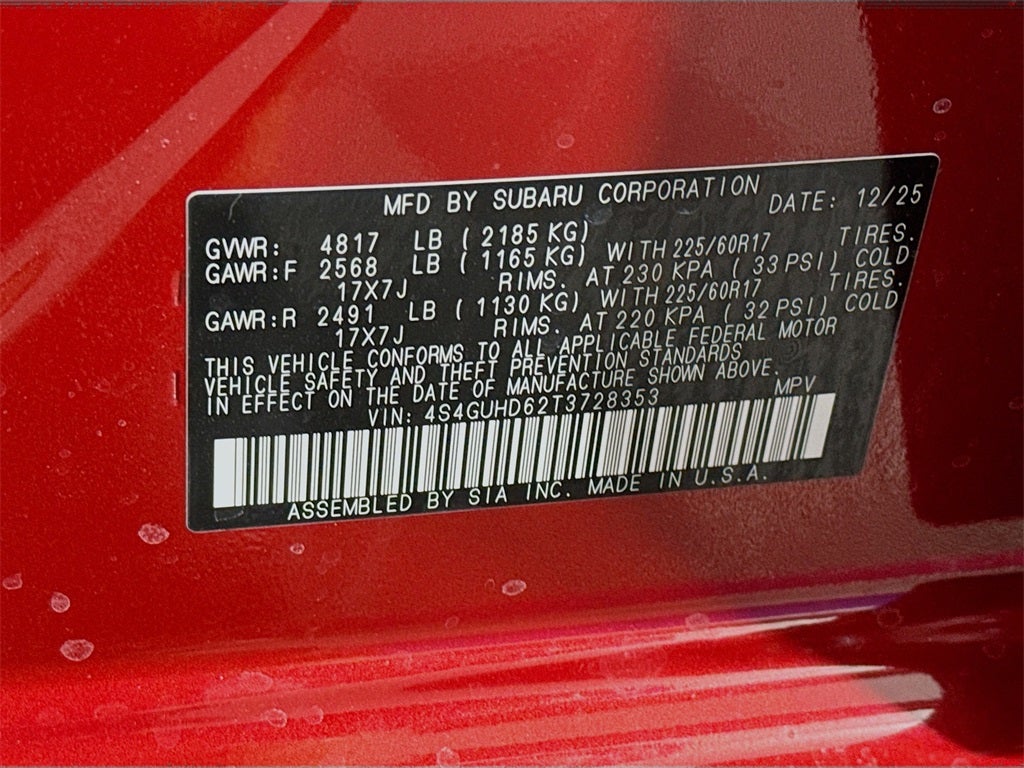 MFD BY SUBARU CORPORATION DATE: 12/25
GVWR: 4817 LB ( 2185 KG)
GAWR:F 2568 LB ( 1165 KG) WITH 225/60R17 TIRES.
17X7J RIMS. AT 230 KPA ( 33 PSI) COLD
GAWR:R 2491 LB ( 1130 KG) WITH 225/60R17 TIRES.
17X7J RIMS. AT 220 KPA ( 32 PSI) COLD
THIS VEHICLE CONFORMS TO ALL APPLICABLE FEDERAL MOTOR
VEHICLE SAFETY AND THEFT PREVENTION STANDARDS
IN EFFECT ON THE DATE OF MANUFACTURE SHOWN ABOVE.
VIN: 4S4GUHD62T3728353 MPV
ASSEMBLED BY SIA INC. MADE IN U.S.A.